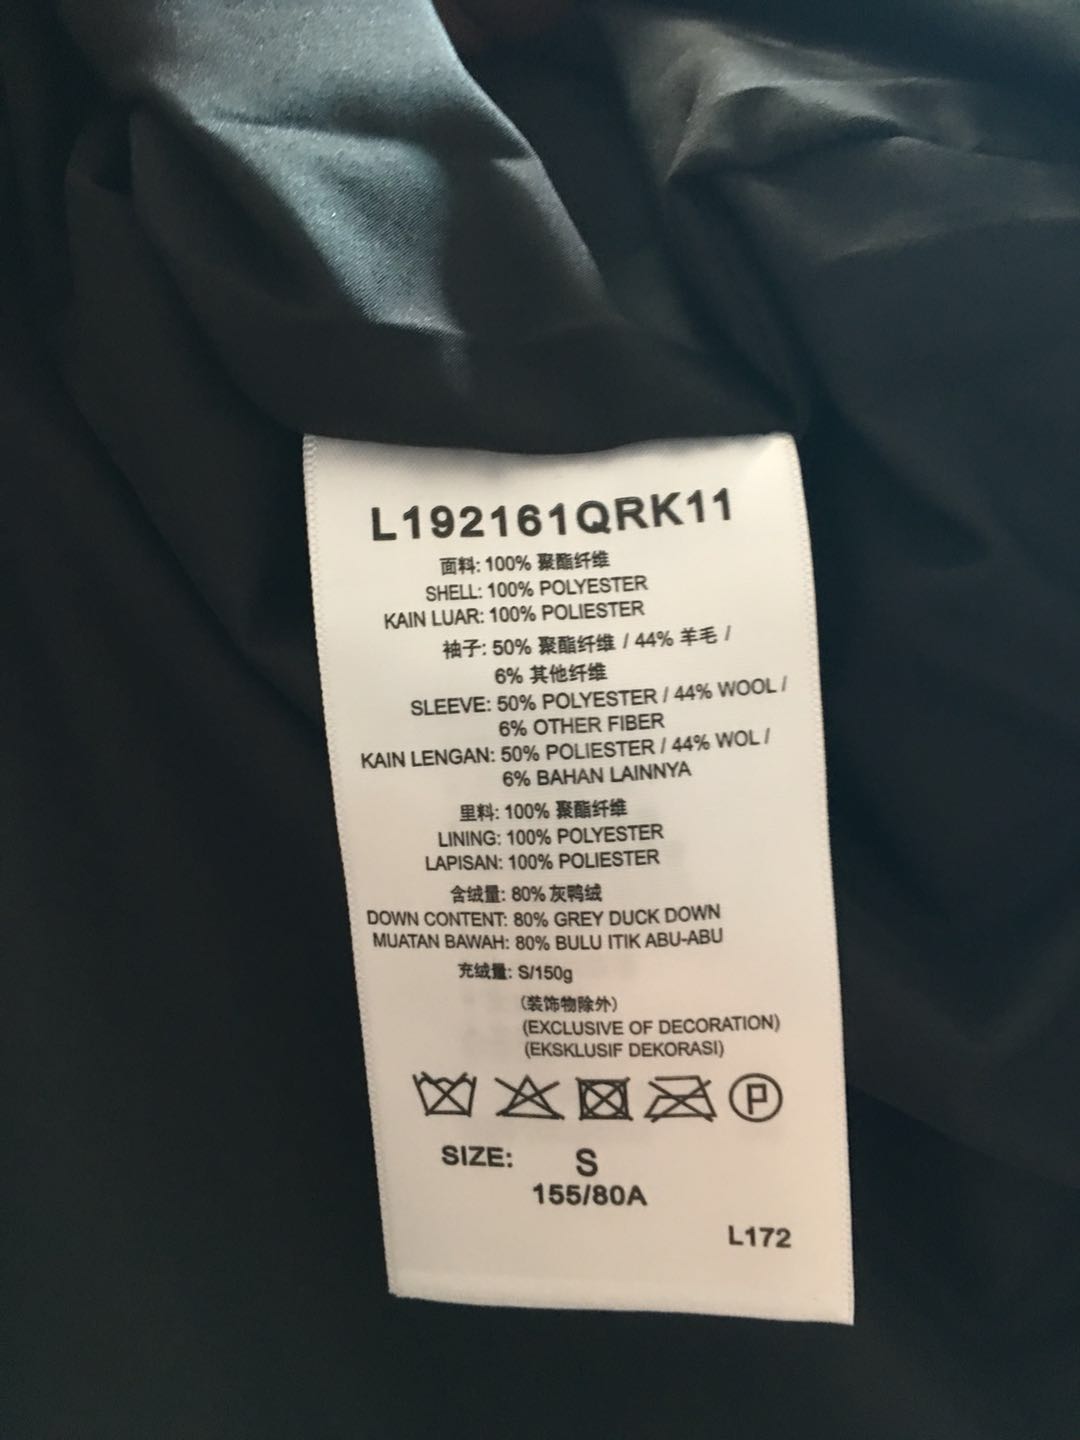 L192161QRK11
面料: 100% 聚酯纤维
SHELL: 100% POLYESTER
KAIN LUAR: 100% POLIESTER
袖子: 50% 聚酯纤维 / 44% 羊毛 /
6% 其他纤维
SLEEVE: 50% POLYESTER / 44% WOOL /
6% OTHER FIBER
KAIN LENGAN: 50% POLIESTER / 44% WOL /
6% BAHAN LAINNYA
里料: 100% 聚酯纤维
LINING: 100% POLYESTER
LAPISAN: 100% POLIESTER
含绒量: 80% 灰鸭绒
DOWN CONTENT: 80% GREY DUCK DOWN
MUATAN BAWAH: 80% BULU ITIK ABU-ABU
充绒量: S/150g
(装饰物除外)
(EXCLUSIVE OF DECORATION)
(EKSKLUSIF DEKORASI)
P
SIZE: S
155/80A
L172